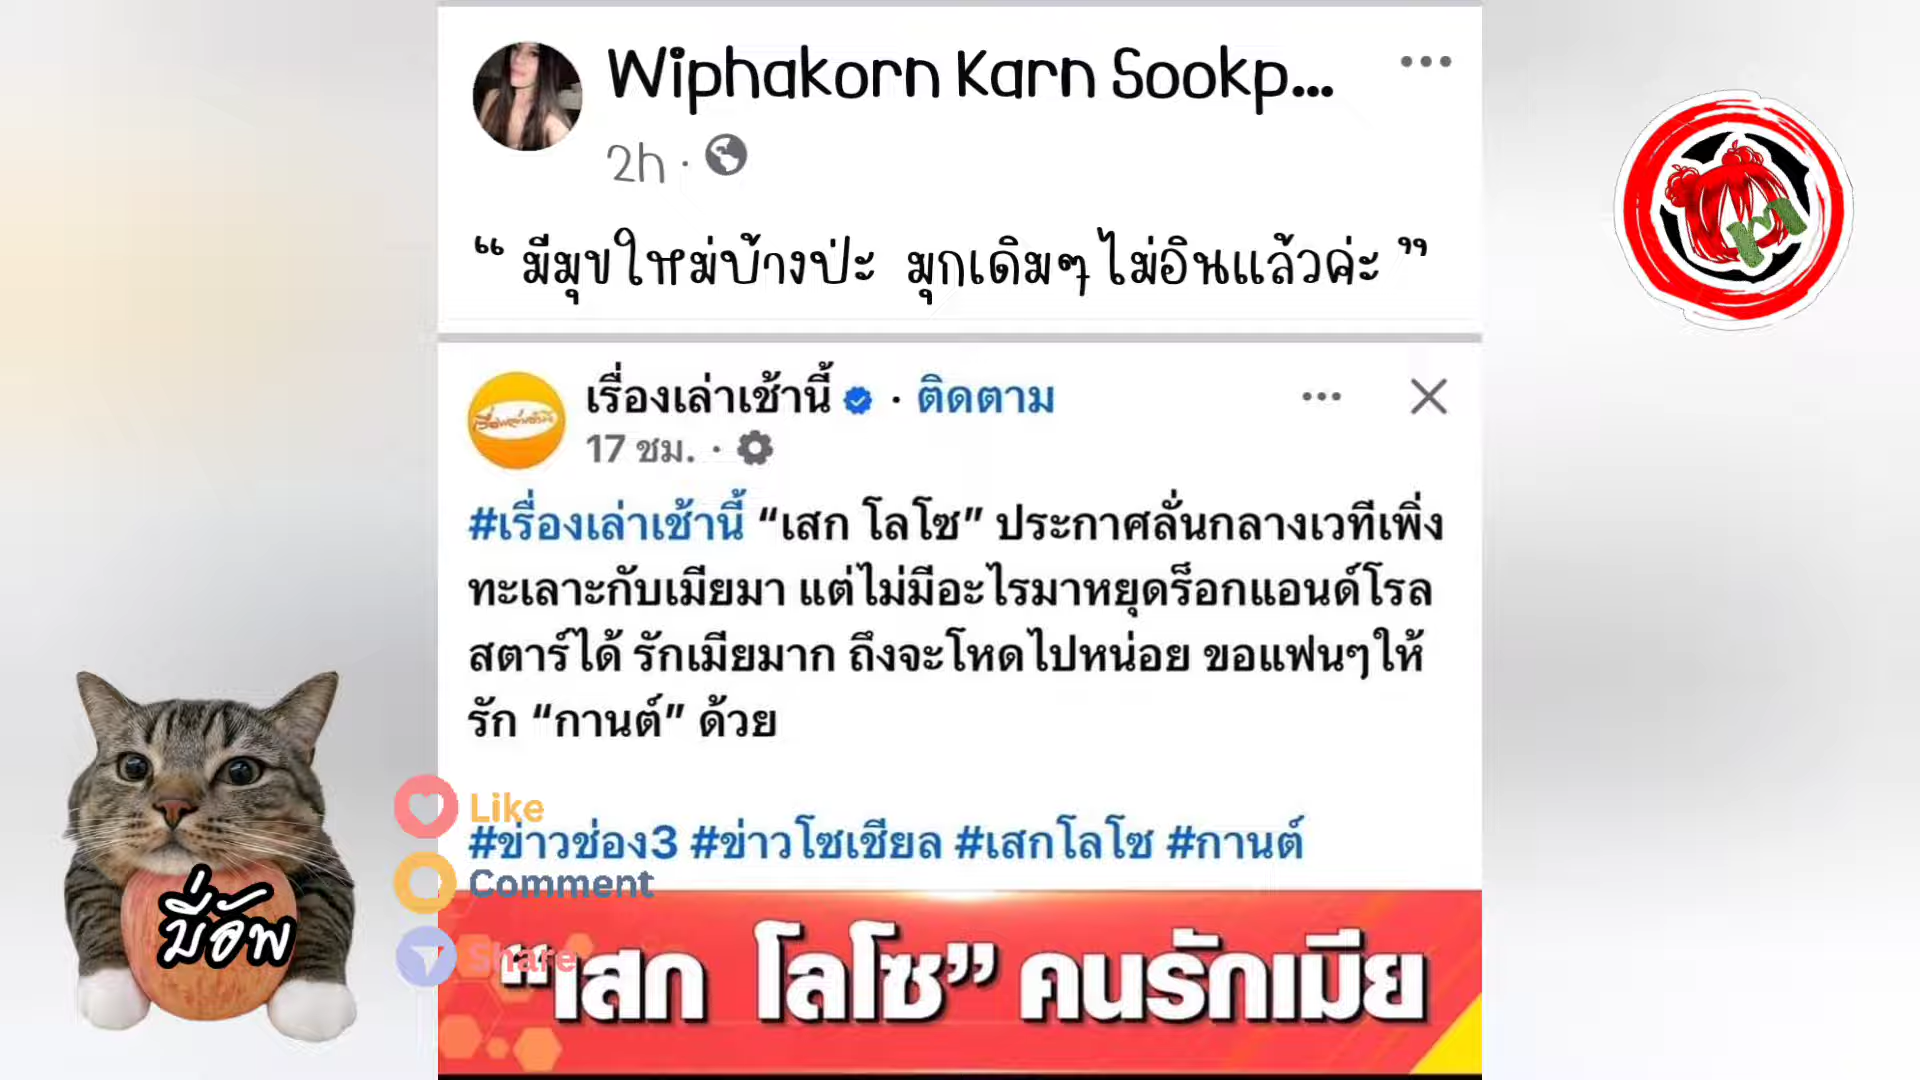 Wiphakorn Karn Sookp...
2h
“ มีมุขใหม่บ้างป่ะ มุกเดิมๆ ไม่อินแล้วค่ะ ”
เรื่องเล่าเช้านี้ · ติดตาม
17 ชม. ·
#เรื่องเล่าเช้านี้ “เสก โลโซ” ประกาศลั่นกลางเวทีเพิ่ง
ทะเลาะกับเมียมา แต่ไม่มีอะไรมาหยุดร็อกแอนด์โรล
สตาร์ได้ รักเมียมาก ถึงจะโหดไปหน่อย ขอแฟนๆให้
รัก “กานต์” ด้วย
Like
#ข่าวช่อง3 #ข่าวโซเชียล #เสกโลโซ #กานต์
Comment
Share
“เสก โลโซ” คนรักเมีย
มี่อัพ